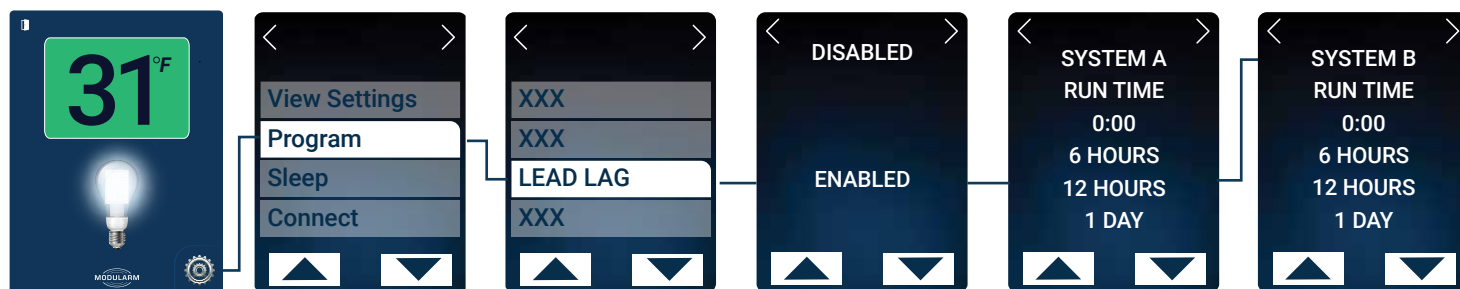 31°F
MODULARM
View Settings
Program
Sleep
Connect
XXX
XXX
LEAD LAG
XXX
DISABLED
ENABLED
SYSTEM A
RUN TIME
0:00
6 HOURS
12 HOURS
1 DAY
SYSTEM B
RUN TIME
0:00
6 HOURS
12 HOURS
1 DAY